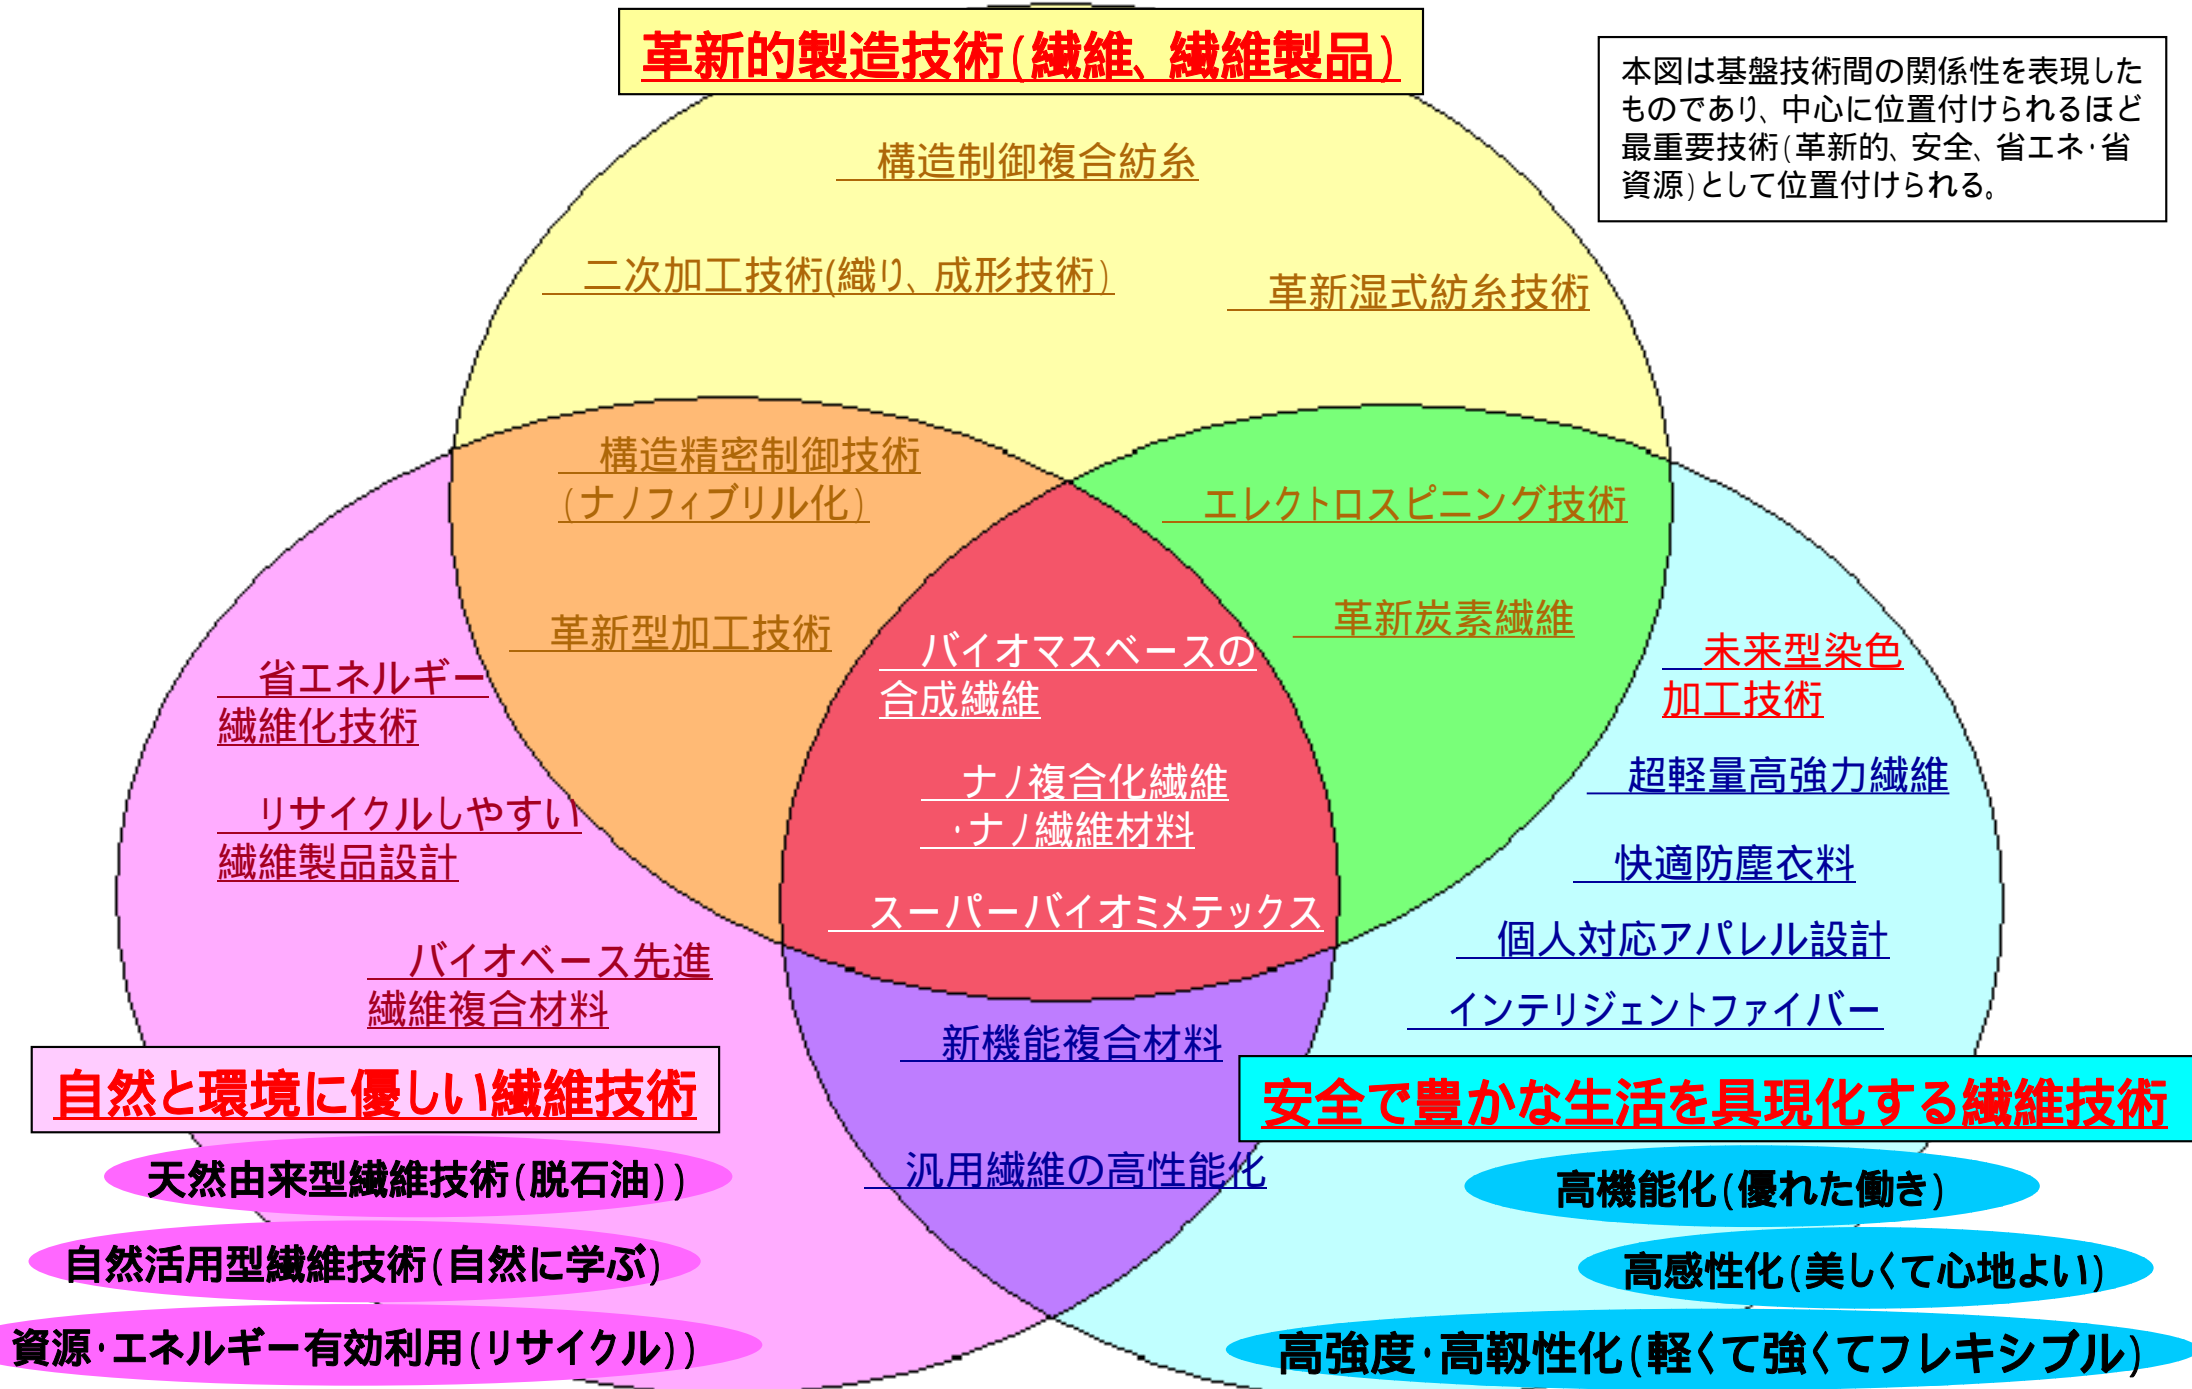 革新的製造技術(繊維、繊維製品)
本図は基盤技術間の関係性を表現した
ものであり、中心に位置付けられるほど
最重要技術(革新的、安全、省エネ・省
資源)として位置付けられる。
構造制御複合紡糸
二次加工技術(織り、成形技術)
革新湿式紡糸技術
構造精密制御技術
(ナノフィブリル化)
エレクトロスピニング技術
革新型加工技術
革新炭素繊維
バイオマスベースの
合成繊維
未来型染色
加工技術
省エネルギー
繊維化技術
ナノ複合化繊維
・ナノ繊維材料
超軽量高強力繊維
リサイクルしやすい
繊維製品設計
快適防塵衣料
スーパーバイオミメテックス
個人対応アパレル設計
バイオベース先進
繊維複合材料
インテリジェントファイバー
新機能複合材料
自然と環境に優しい繊維技術
安全で豊かな生活を具現化する繊維技術
汎用繊維の高性能化
天然由来型繊維技術(脱石油))
高機能化(優れた働き)
自然活用型繊維技術(自然に学ぶ)
高感性化(美しくて心地よい)
資源・エネルギー有効利用(リサイクル))
高強度・高靱性化(軽くて強くてフレキシブル)